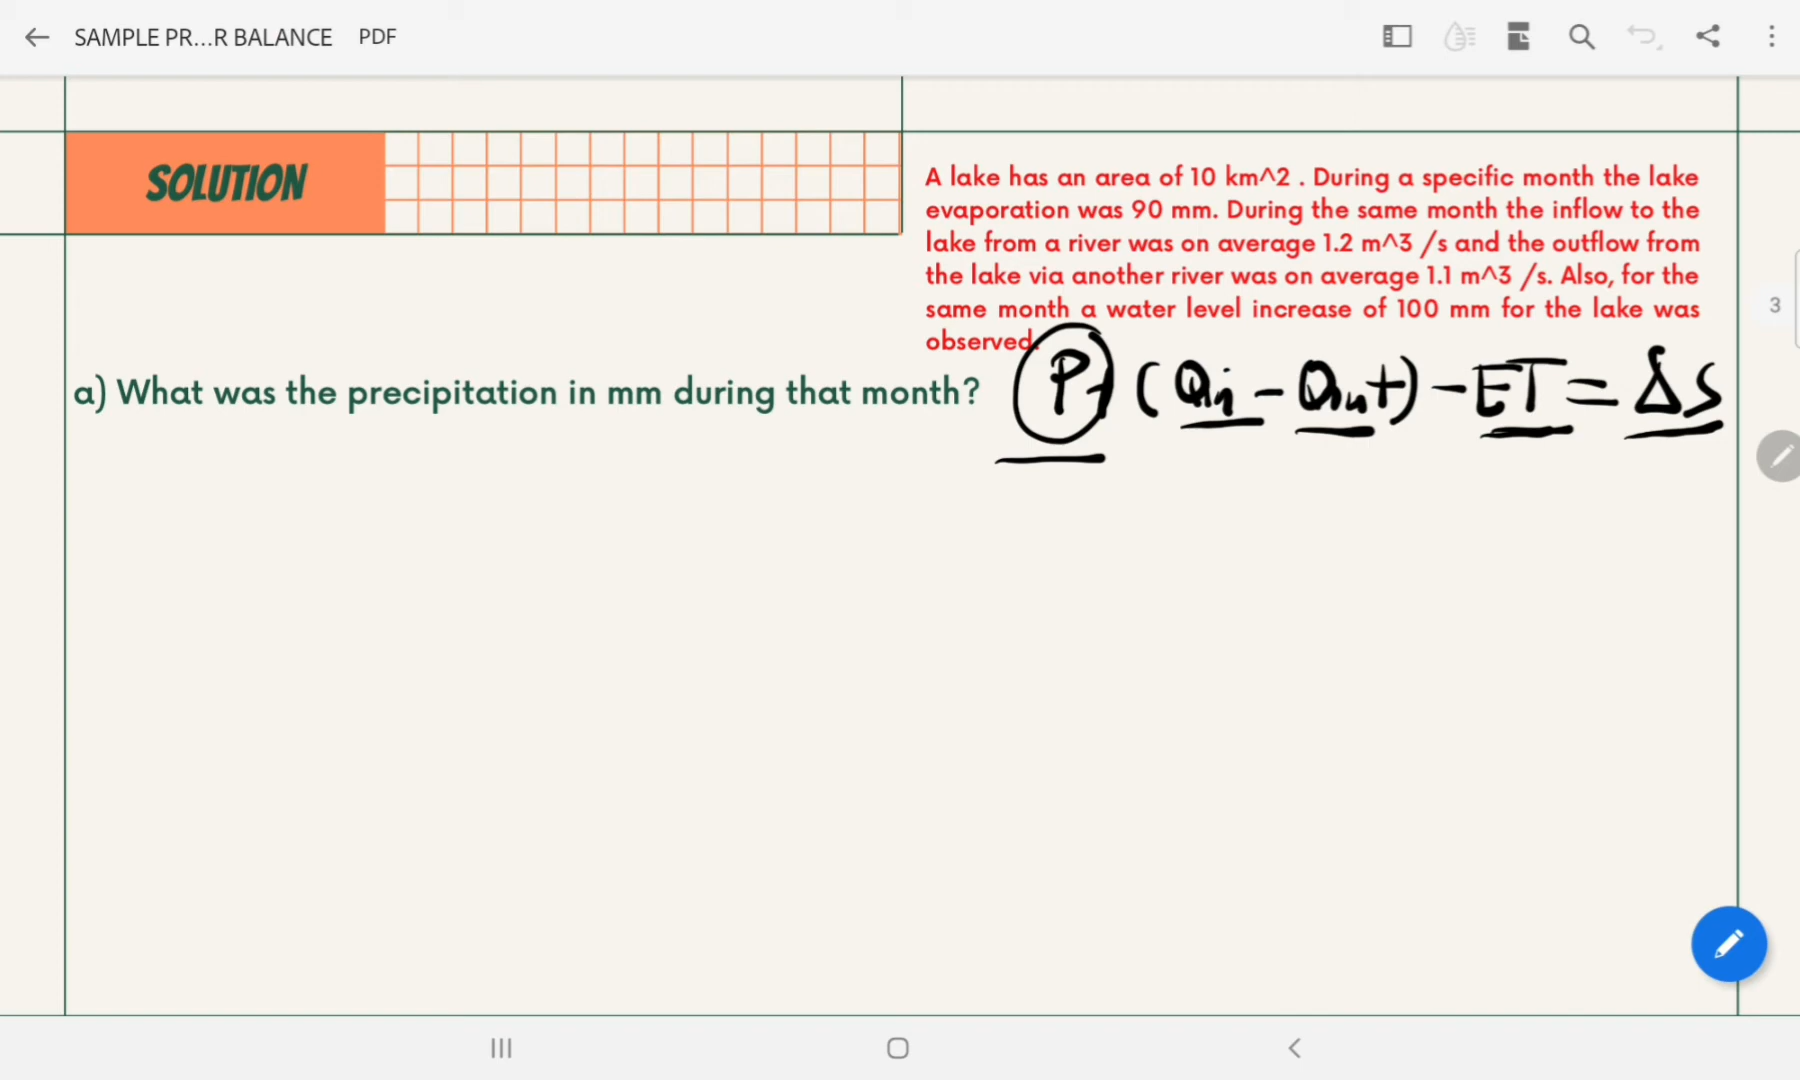 SAMPLE PR...R BALANCE PDF
SOLUTION
A lake has an area of 10 km^2 . During a specific month the lake
evaporation was 90 mm. During the same month the inflow to the
lake from a river was on average 1.2 m^3 /s and the outflow from
the lake via another river was on average 1.1 m^3 /s. Also, for the
same month a water level increase of 100 mm for the lake was
observed.
3
a) What was the precipitation in mm during that month?
P + (Qin - Qout) - ET = ΔS